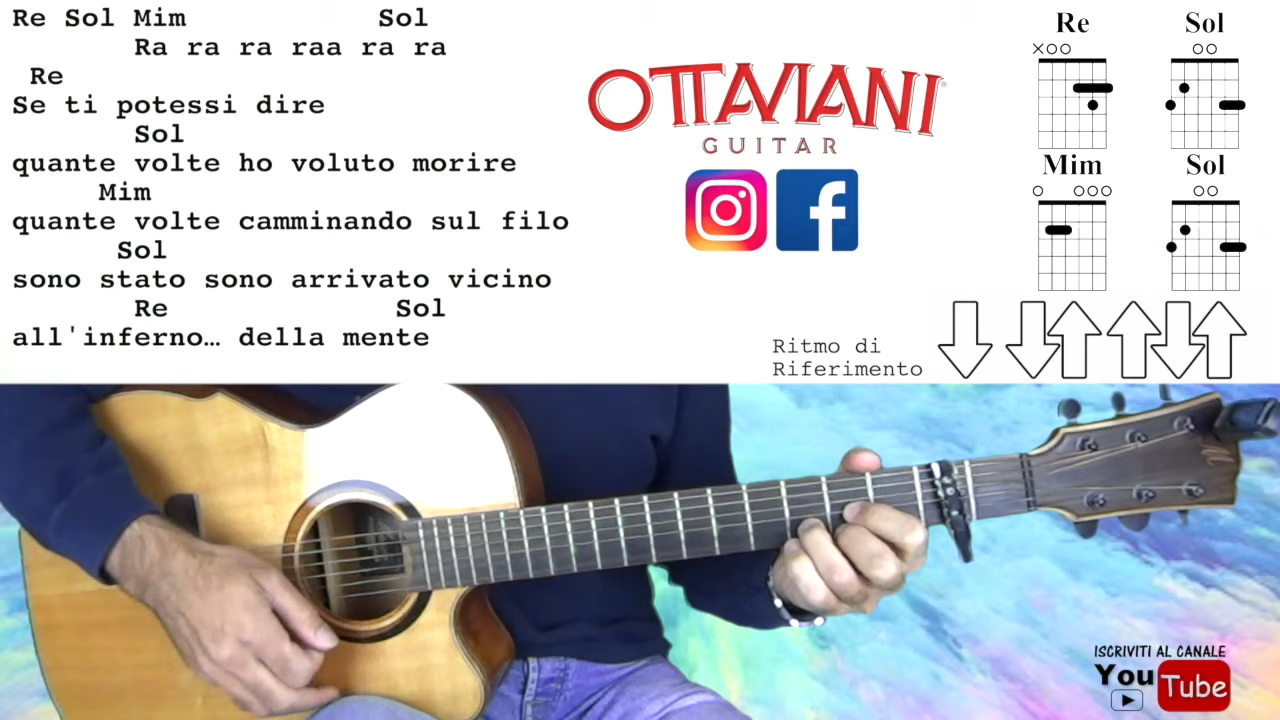 Re Sol Mim Sol
Ra ra ra raa ra ra
Re
Se ti potessi dire
Sol
quante volte ho voluto morire
Mim
quante volte camminando sul filo
Sol
sono stato sono arrivato vicino
Re Sol
all'inferno… della mente
OTTAVIANI®
GUITAR
Re Sol
Mim Sol
Ritmo di
Riferimento
ISCRIVITI AL CANALE
You
Tube